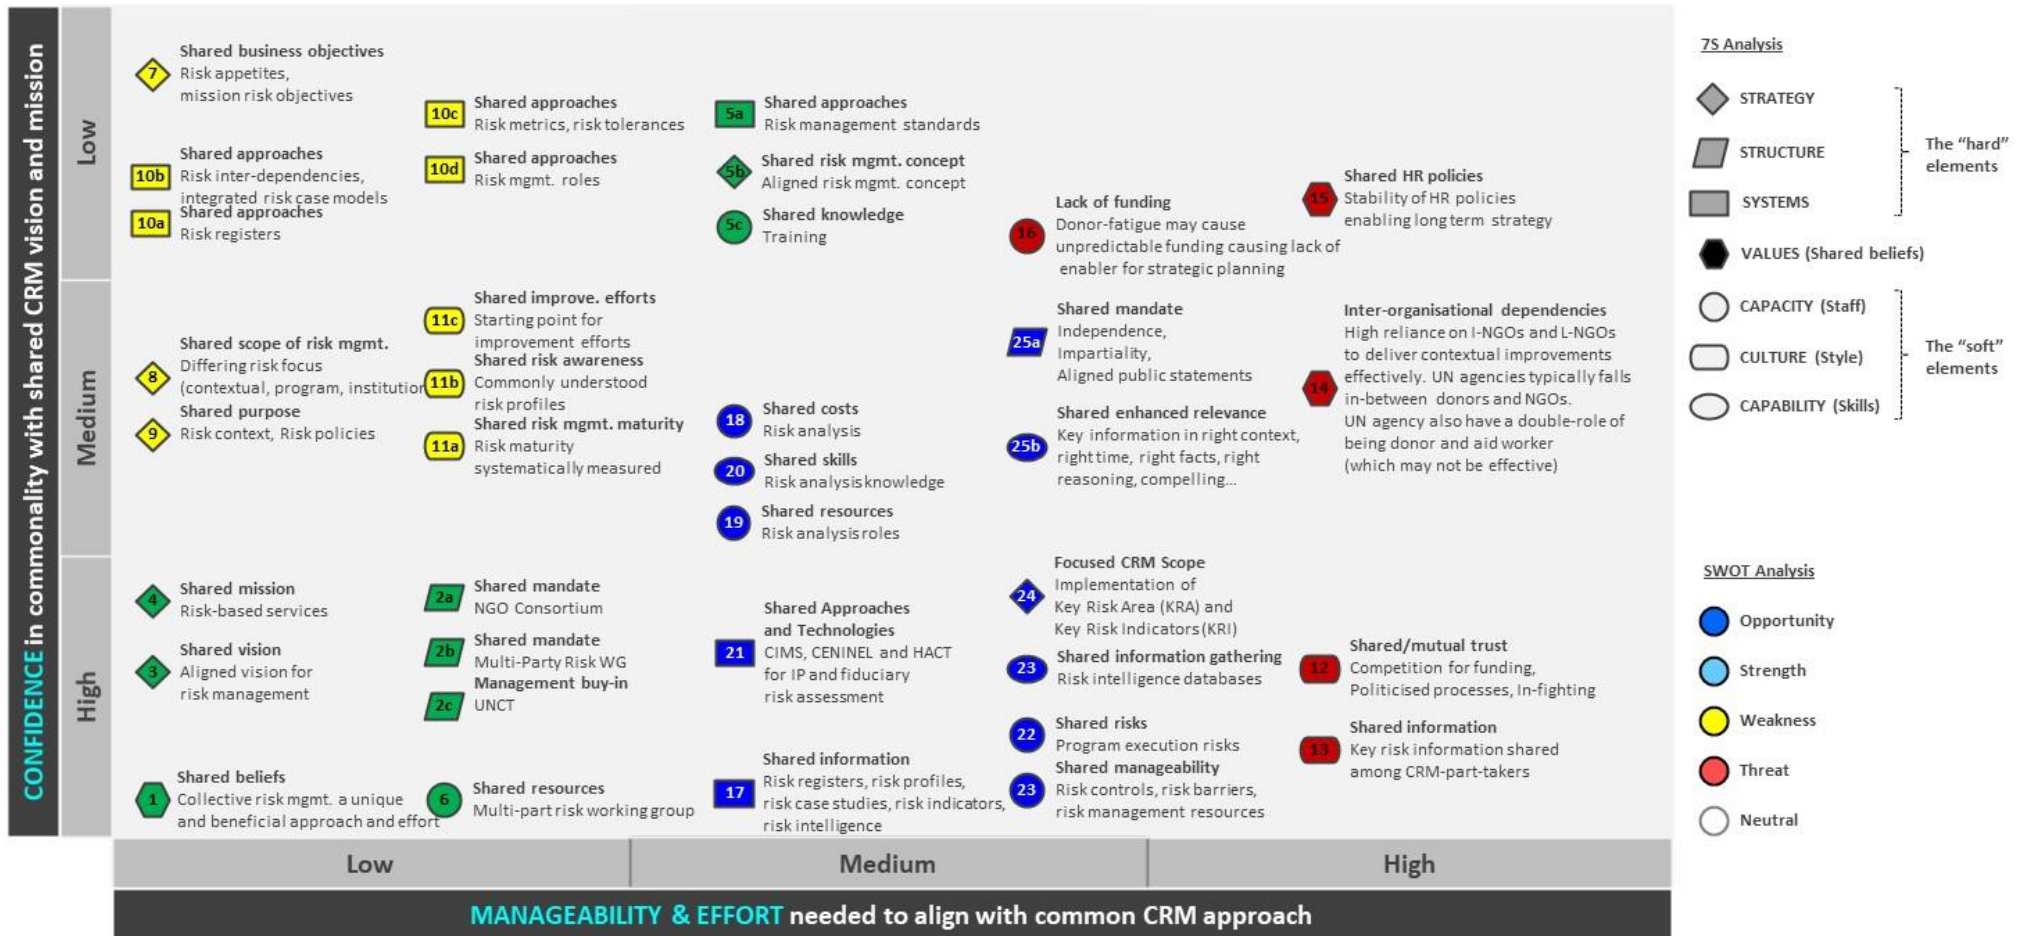 CONFIDENCE in commonality with shared CRM vision and mission
Low
Medium
High
7
Shared business objectives
Risk appetites,
mission risk objectives
10b
Shared approaches
Risk inter-dependencies,
integrated risk case models
10a
Shared approaches
Risk registers
10c
Shared approaches
Risk metrics, risk tolerances
10d
Shared approaches
Risk mgmt. roles
5a
Shared approaches
Risk management standards
5b
Shared risk mgmt. concept
Aligned risk mgmt. concept
5c
Shared knowledge
Training
16
Lack of funding
Donor-fatigue may cause
unpredictable funding causing lack of
enabler for strategic planning
15
Shared HR policies
Stability of HR policies
enabling long term strategy
8
Shared scope of risk mgmt.
Differing risk focus
(contextual, program, institution
9
Shared purpose
Risk context, Risk policies
11c
Shared improve. efforts
Starting point for
improvement efforts
11b
Shared risk awareness
Commonly understood
risk profiles
11a
Shared risk mgmt. maturity
Risk maturity
systematically measured
18
Shared costs
Risk analysis
20
Shared skills
Risk analysis knowledge
19
Shared resources
Risk analysis roles
25a
Shared mandate
Independence,
Impartiality,
Aligned public statements
25b
Shared enhanced relevance
Key information in right context,
right time, right facts, right
reasoning, compelling...
14
Inter-organisational dependencies
High reliance on I-NGOs and L-NGOs
to deliver contextual improvements
effectively. UN agencies typically falls
in-between donors and NGOs.
UN agency also have a double-role of
being donor and aid worker
(which may not be effective)
4
Shared mission
Risk-based services
3
Shared vision
Aligned vision for
risk management
1
Shared beliefs
Collective risk mgmt. a unique
and beneficial approach and effort
2a
Shared mandate
NGO Consortium
2b
Shared mandate
Multi-Party Risk WG
2c
Management buy-in
UNCT
6
Shared resources
Multi-part risk working group
21
Shared Approaches
and Technologies
CIMS, CENINEL and HACT
for IP and fiduciary
risk assessment
17
Shared information
Risk registers, risk profiles,
risk case studies, risk indicators,
risk intelligence
24
Focused CRM Scope
Implementation of
Key Risk Area (KRA) and
Key Risk Indicators (KRI)
23
Shared information gathering
Risk intelligence databases
22
Shared risks
Program execution risks
23
Shared manageability
Risk controls, risk barriers,
risk management resources
12
Shared/mutual trust
Competition for funding,
Politicised processes, In-fighting
13
Shared information
Key risk information shared
among CRM-part-takers
Low
Medium
High
MANAGEABILITY & EFFORT needed to align with common CRM approach
7S Analysis
STRATEGY
STRUCTURE
SYSTEMS
The “hard”
elements
VALUES (Shared beliefs)
CAPACITY (Staff)
CULTURE (Style)
CAPABILITY (Skills)
The “soft”
elements
SWOT Analysis
Opportunity
Strength
Weakness
Threat
Neutral